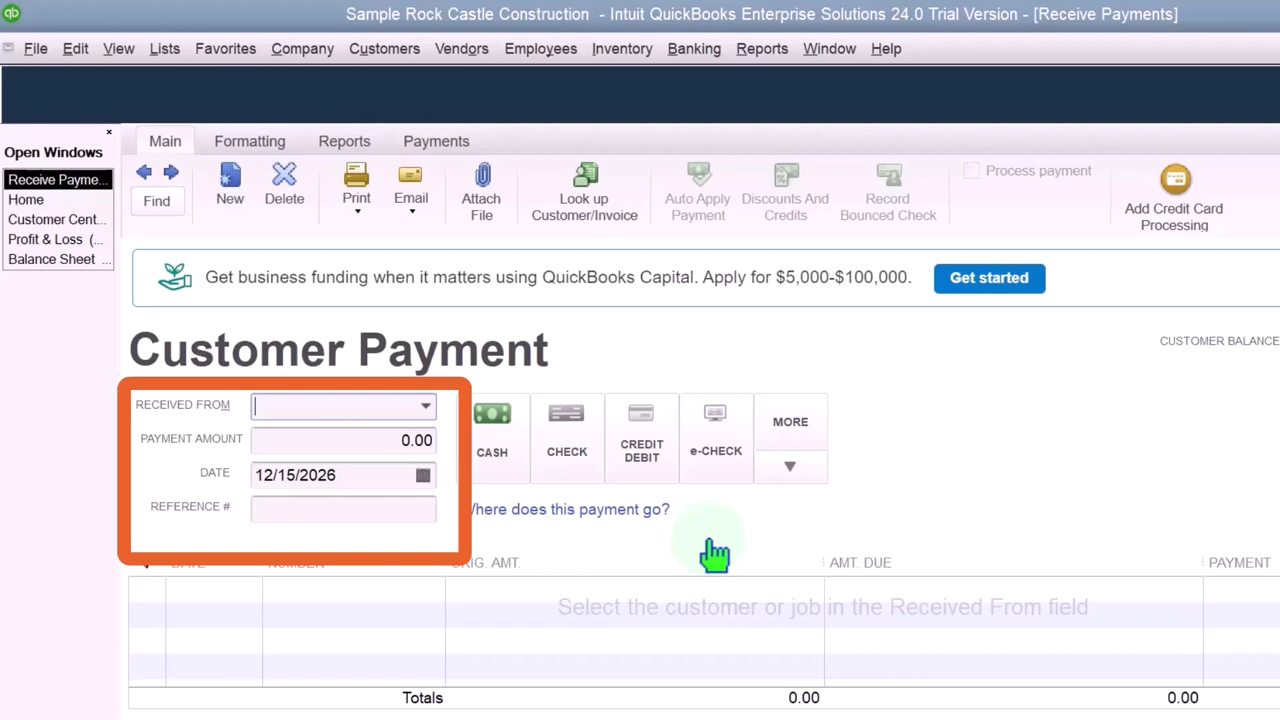 qb
Sample Rock Castle Construction - Intuit QuickBooks Enterprise Solutions 24.0 Trial Version - [Receive Payments]
File Edit View Lists Favorites Company Customers Vendors Employees Inventory Banking Reports Window Help
Open Windows
Receive Payme...
Home
Customer Cent...
Profit & Loss (...
Balance Sheet ...
Main Formatting Reports Payments
Find
New
Delete
Print
Email
Attach
File
Look up
Customer/Invoice
Auto Apply
Payment
Discounts And
Credits
Record
Bounced Check
Process payment
Add Credit Card
Processing
Get business funding when it matters using QuickBooks Capital. Apply for $5,000-$100,000. Get started
Customer Payment
CUSTOMER BALANCE
RECEIVED FROM
PAYMENT AMOUNT 0.00
DATE 12/15/2026
REFERENCE #
CASH
CHECK
CREDIT
DEBIT
e-CHECK
MORE
here does this payment go?
DATE NUMBER ORIG. AMT. AMT. DUE PAYMENT
Select the customer or job in the Received From field
Totals 0.00 0.00